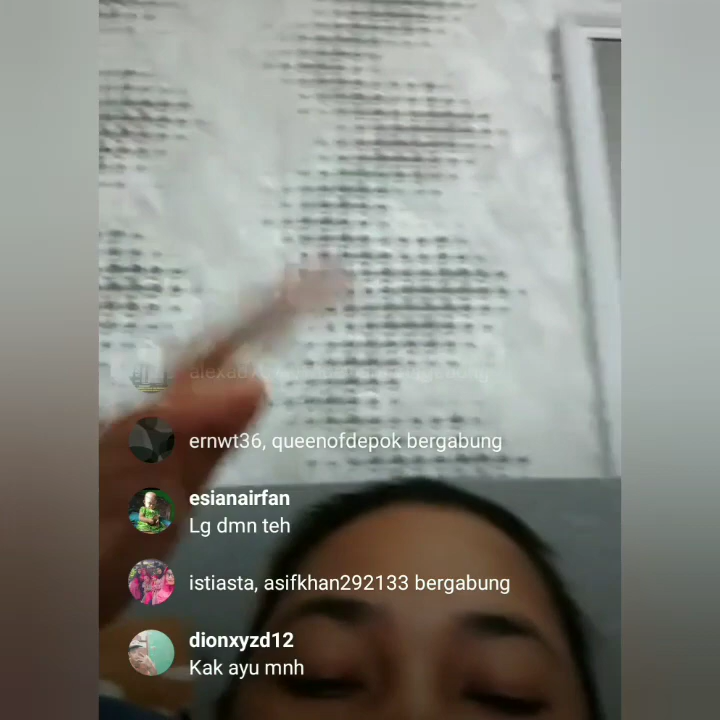 ernwt36, queenofdepok bergabung
esianairfan
Lg dmn teh
istiasta, asifkhan292133 bergabung
dionxyzd12
Kak ayu mnh